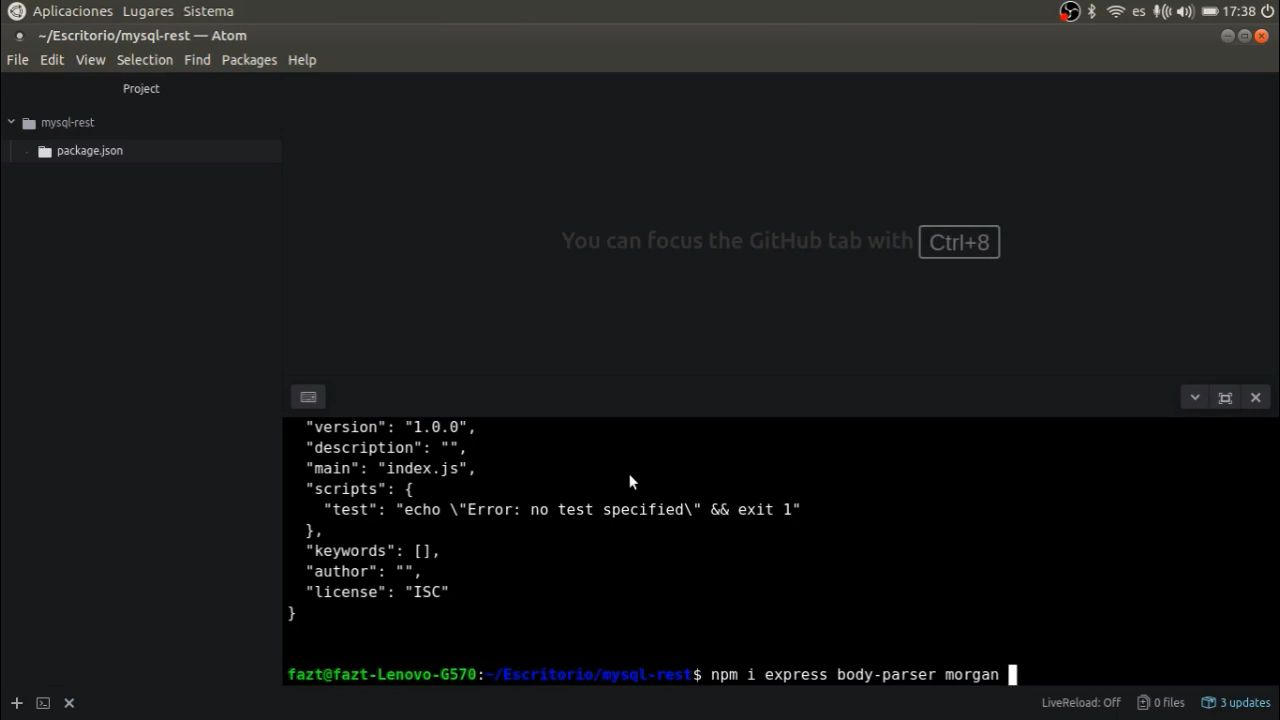 Aplicaciones Lugares Sistema es 17:38
~/Escritorio/mysql-rest — Atom
File Edit View Selection Find Packages Help
Project
mysql-rest
package.json
You can focus the GitHub tab with Ctrl+8
"version": "1.0.0",
"description": "",
"main": "index.js",
"scripts": {
"test": "echo \"Error: no test specified\" && exit 1"
},
"keywords": [],
"author": "",
"license": "ISC"
}
fazt@fazt-Lenovo-G570:~/Escritorio/mysql-rest$ npm i express body-parser morgan
LiveReload: Off 0 files 3 updates